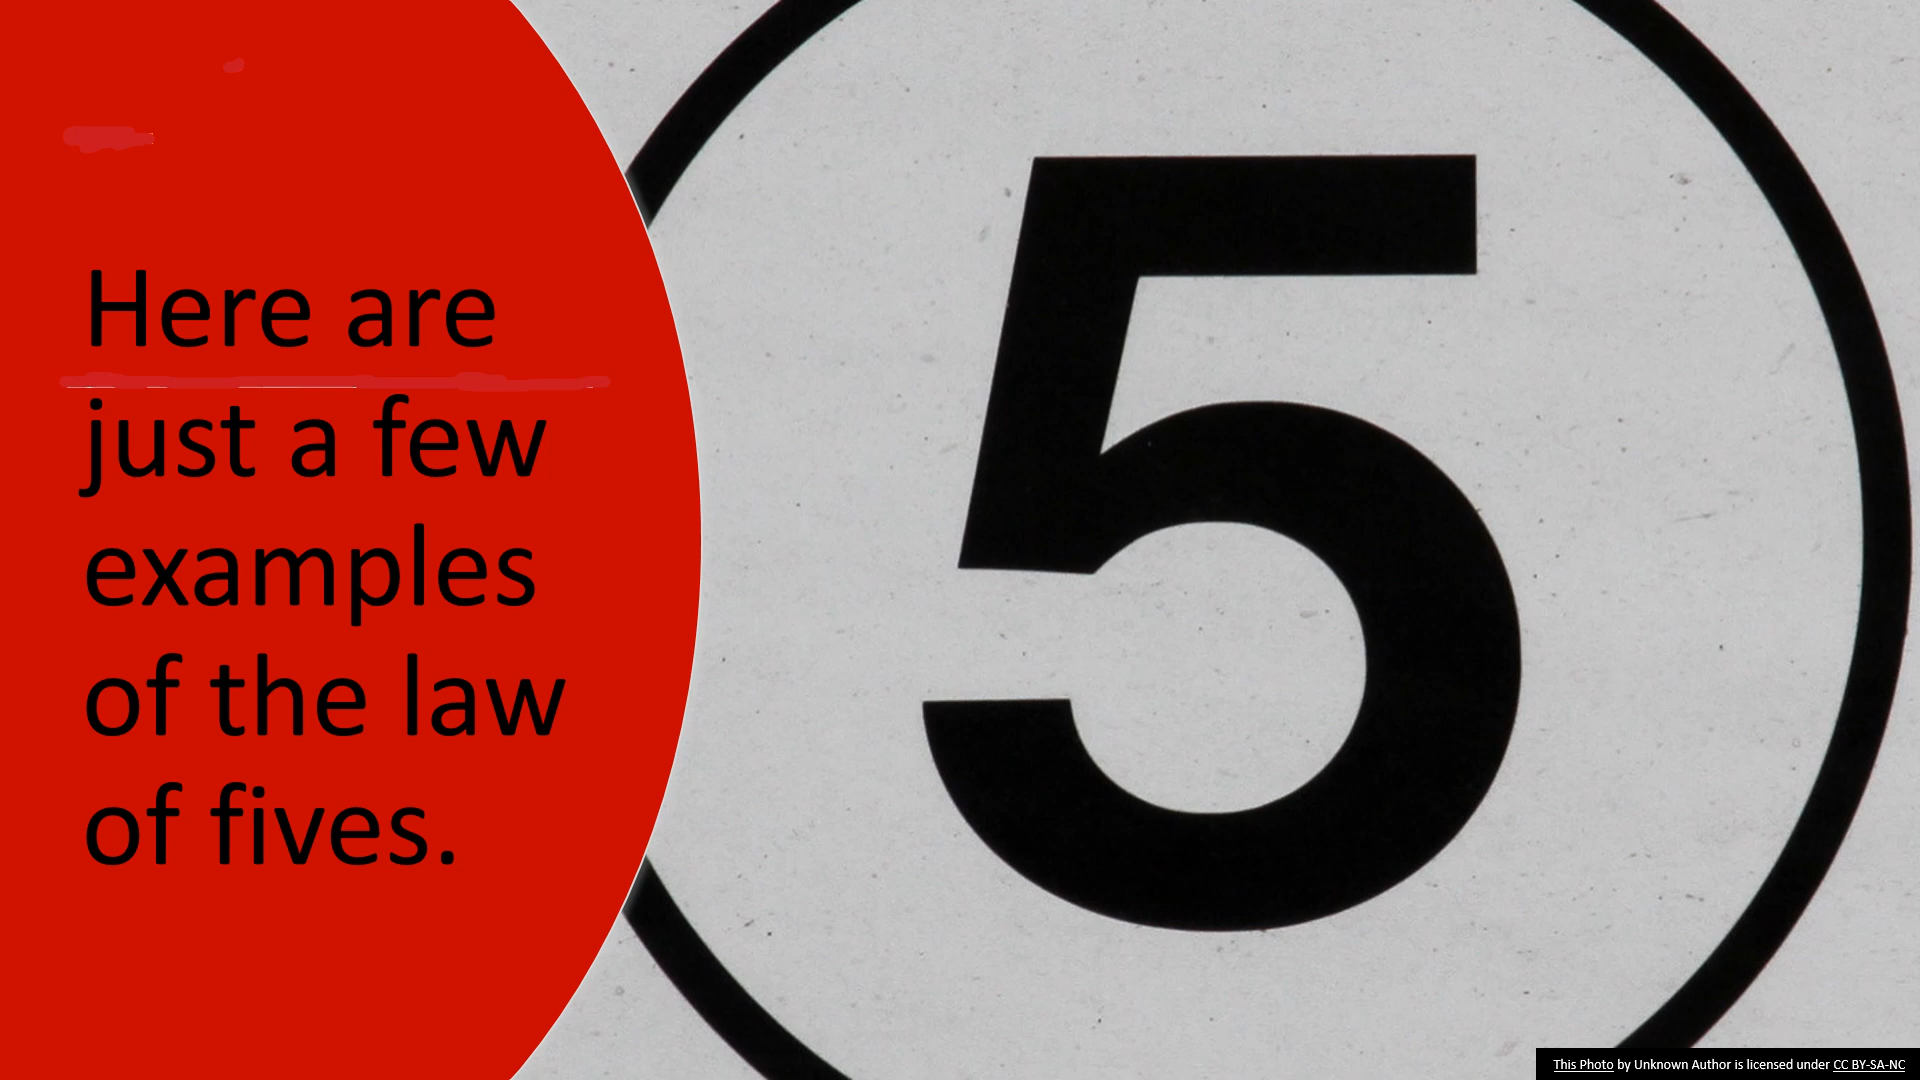 Here are
just a few
examples
of the law
of fives.
5
This Photo by Unknown Author is licensed under CC BY-SA-NC